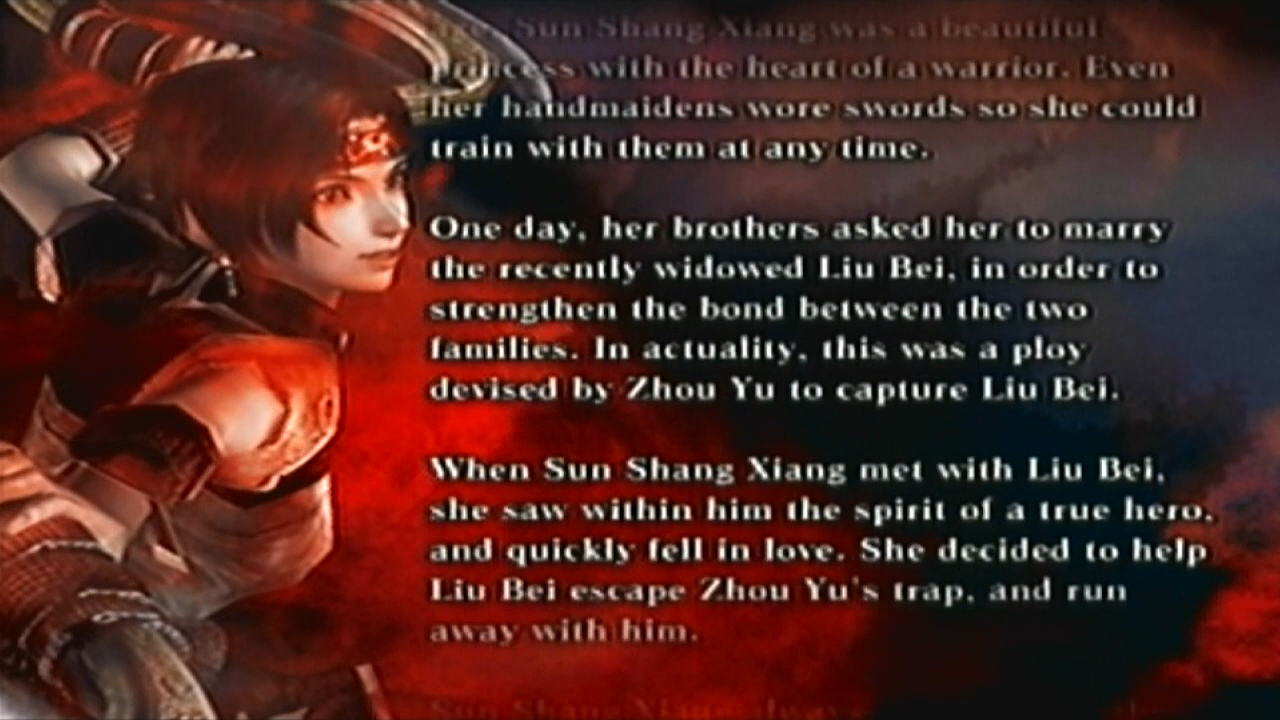 age, Sun Shang Xiang was a beautiful
princess with the heart of a warrior. Even
her handmaidens wore swords so she could
train with them at any time.
One day, her brothers asked her to marry
the recently widowed Liu Bei, in order to
strengthen the bond between the two
families. In actuality, this was a ploy
devised by Zhou Yu to capture Liu Bei.
When Sun Shang Xiang met with Liu Bei,
she saw within him the spirit of a true hero,
and quickly fell in love. She decided to help
Liu Bei escape Zhou Yu's trap, and run
away with him.
Sun Shang Xiang always